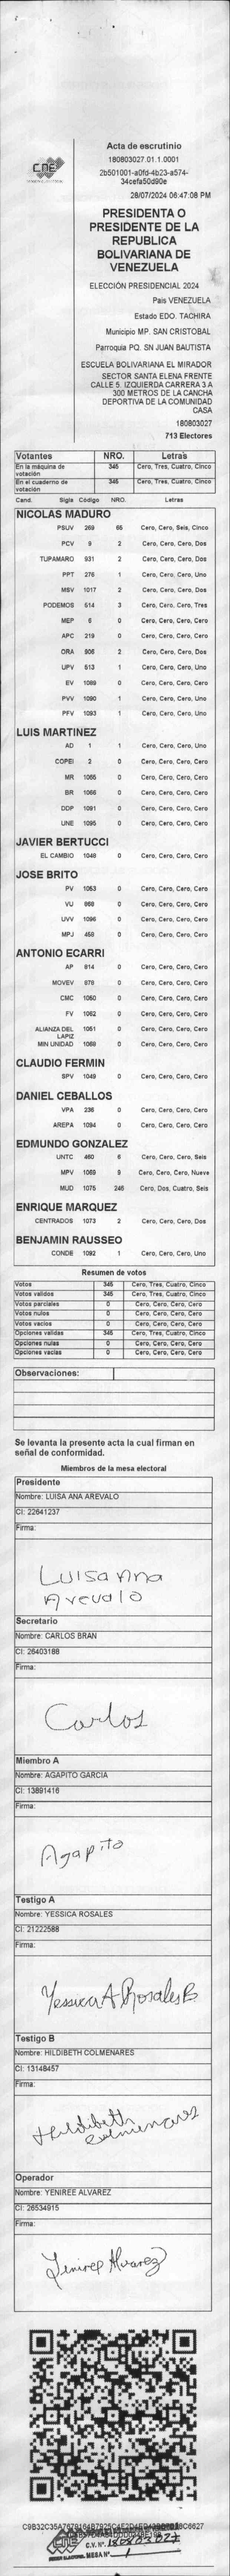 CNE
Acta de escrutinio
180803027.01.1.0001
2b501001-a0fd-4b23-a574-
34cefa50d90e
28/07/2024 06:47:08 PM
PRESIDENTA O
PRESIDENTE DE LA
REPUBLICA
BOLIVARIANA DE
VENEZUELA
ELECCIÓN PRESIDENCIAL 2024
Pais VENEZUELA
Estado EDO. TACHIRA
Municipio MP. SAN CRISTOBAL
Parroquia PQ. SN JUAN BAUTISTA
ESCUELA BOLIVARIANA EL MIRADOR
SECTOR SANTA ELENA FRENTE
CALLE 5. IZQUIERDA CARRERA 3 A
300 METROS DE LA CANCHA
DEPORTIVA DE LA COMUNIDAD
CASA
180803027
713 Electores
Votantes NRO. Letras
En la máquina de votación 345 Cero, Tres, Cuatro, Cinco
En el cuaderno de votación 345 Cero, Tres, Cuatro, Cinco
Cand. Sigla Código NRO. Letras
NICOLAS MADURO
PSUV 269 65 Cero, Cero, Seis, Cinco
PCV 9 2 Cero, Cero, Cero, Dos
TUPAMARO 931 2 Cero, Cero, Cero, Dos
PPT 276 1 Cero, Cero, Cero, Uno
MSV 1017 2 Cero, Cero, Cero, Dos
PODEMOS 514 3 Cero, Cero, Cero, Tres
MEP 6 0 Cero, Cero, Cero, Cero
APC 219 0 Cero, Cero, Cero, Cero
ORA 906 2 Cero, Cero, Cero, Dos
UPV 513 1 Cero, Cero, Cero, Uno
EV 1089 0 Cero, Cero, Cero, Cero
PVV 1090 1 Cero, Cero, Cero, Uno
PFV 1093 1 Cero, Cero, Cero, Uno
LUIS MARTINEZ
AD 1 1 Cero, Cero, Cero, Uno
COPEI 2 0 Cero, Cero, Cero, Cero
MR 1065 0 Cero, Cero, Cero, Cero
BR 1066 0 Cero, Cero, Cero, Cero
DDP 1091 0 Cero, Cero, Cero, Cero
UNE 1095 0 Cero, Cero, Cero, Cero
JAVIER BERTUCCI
EL CAMBIO 1048 0 Cero, Cero, Cero, Cero
JOSE BRITO
PV 1053 0 Cero, Cero, Cero, Cero
VU 868 0 Cero, Cero, Cero, Cero
UVV 1096 0 Cero, Cero, Cero, Cero
MPJ 458 0 Cero, Cero, Cero, Cero
ANTONIO ECARRI
AP 814 0 Cero, Cero, Cero, Cero
MOVEV 878 0 Cero, Cero, Cero, Cero
CMC 1050 0 Cero, Cero, Cero, Cero
FV 1052 0 Cero, Cero, Cero, Cero
ALIANZA DEL LAPIZ 1051 0 Cero, Cero, Cero, Cero
MIN UNIDAD 1068 0 Cero, Cero, Cero, Cero
CLAUDIO FERMIN
SPV 1049 0 Cero, Cero, Cero, Cero
DANIEL CEBALLOS
VPA 236 0 Cero, Cero, Cero, Cero
AREPA 1094 0 Cero, Cero, Cero, Cero
EDMUNDO GONZALEZ
UNTC 460 6 Cero, Cero, Cero, Seis
MPV 1069 9 Cero, Cero, Cero, Nueve
MUD 1075 246 Cero, Dos, Cuatro, Seis
ENRIQUE MARQUEZ
CENTRADOS 1073 2 Cero, Cero, Cero, Dos
BENJAMIN RAUSSEO
CONDE 1092 1 Cero, Cero, Cero, Uno
Resumen de votos
Votos 345 Cero, Tres, Cuatro, Cinco
Votos validos 345 Cero, Tres, Cuatro, Cinco
Votos parciales 0 Cero, Cero, Cero, Cero
Votos nulos 0 Cero, Cero, Cero, Cero
Votos vacios 0 Cero, Cero, Cero, Cero
Opciones validas 345 Cero, Tres, Cuatro, Cinco
Opciones nulas 0 Cero, Cero, Cero, Cero
Opciones vacias 0 Cero, Cero, Cero, Cero
Observaciones:
Se levanta la presente acta la cual firman en
señal de conformidad.
Miembros de la mesa electoral
Presidente
Nombre: LUISA ANA AREVALO
CI: 22641237
Firma:
Luisa Ana
Arevalo
Secretario
Nombre: CARLOS BRAN
CI: 26403188
Firma:
Carlos
Miembro A
Nombre: AGAPITO GARCIA
CI: 13891416
Firma:
Agapito
Testigo A
Nombre: YESSICA ROSALES
CI: 21222588
Firma:
Yessica A Rosales B
Testigo B
Nombre: HILDIBETH COLMENARES
CI: 13148457
Firma:
Hildibeth
Colmenares
Operador
Nombre: YENIREE ALVAREZ
CI: 26534915
Firma:
Yeniree Alvarez
CNE
C.V. N°. 180803027
MESA N° 1